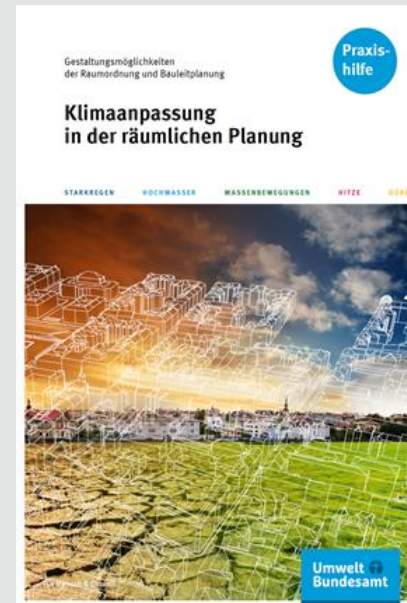 Praxis-
hilfe
Gestaltungsmöglichkeiten
der Raumordnung und Bauleitplanung
Klimaanpassung
in der räumlichen Planung
STARKREGEN HOCHWASSER MASSENBEWEGUNGEN HITZE
Umwelt
Bundesamt